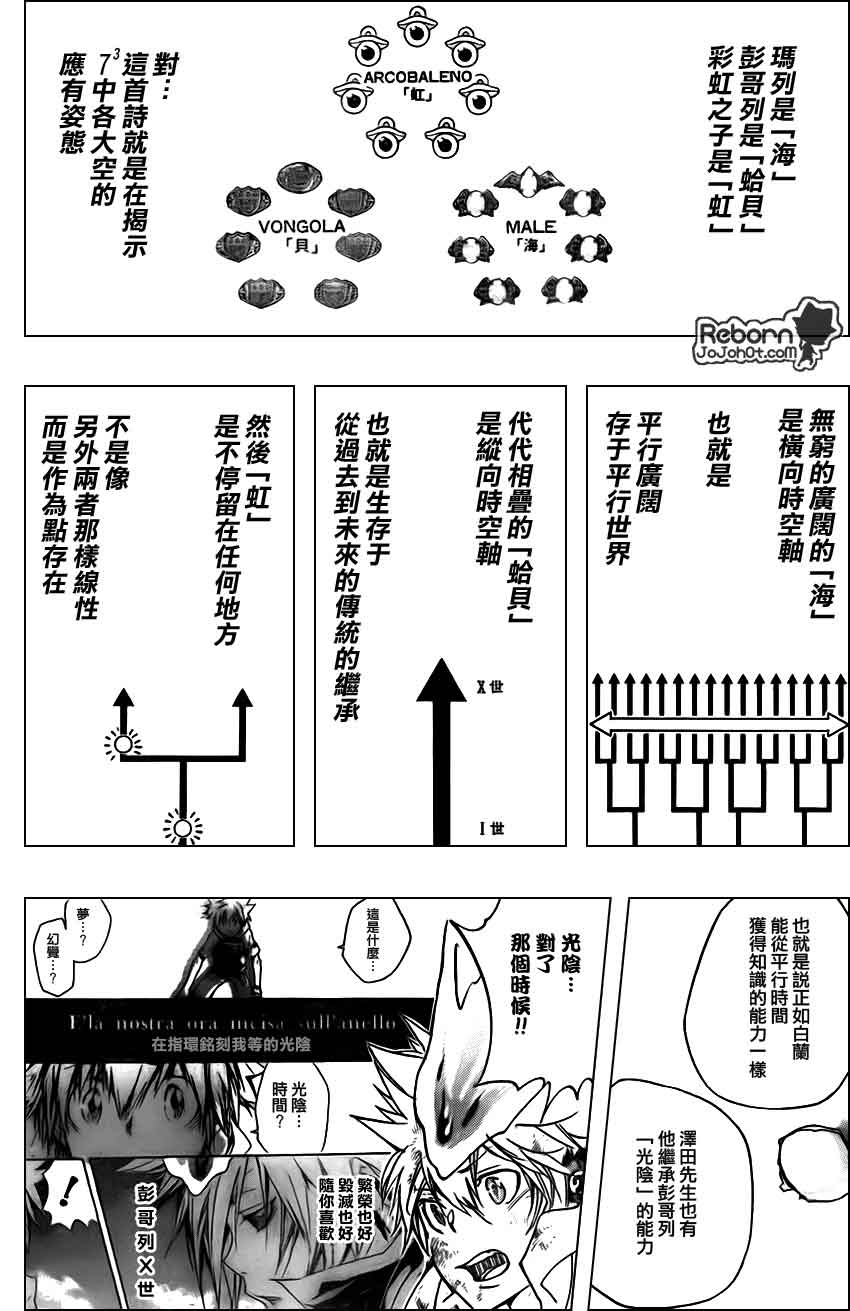 瑪列是「海」
彭哥列是「蛤貝」
彩虹之子是「虹」
ARCOBALENO
「虹」
VONGOLA
「貝」
MALE
「海」
對…
這首詩就是在揭示
7³中各大空的
應有姿態
Reborn
JoJohot.com
無窮的廣闊的「海」
是橫向時空軸
也就是
平行廣闊
存于平行世界
代代相疊的「蛤貝」
是縱向時空軸
也就是生存于
從過去到未來的傳統的繼承
X世
I世
然後「虹」
是不停留在任何地方
不是像
另外兩者那樣線性
而是作為點存在
也就是説正如白蘭
能從平行時間
獲得知識的能力一樣
澤田先生也有
他繼承彭哥列
「光陰」的能力
光陰…
對了
那個時候!!
這是什麼…
夢…?
幻覺…?
E'la nostra ora incisa sull'anello
在指環銘刻我等的光陰
光陰…
時間?
繁榮也好
毀滅也好
隨你喜歡
彭哥列X世
!